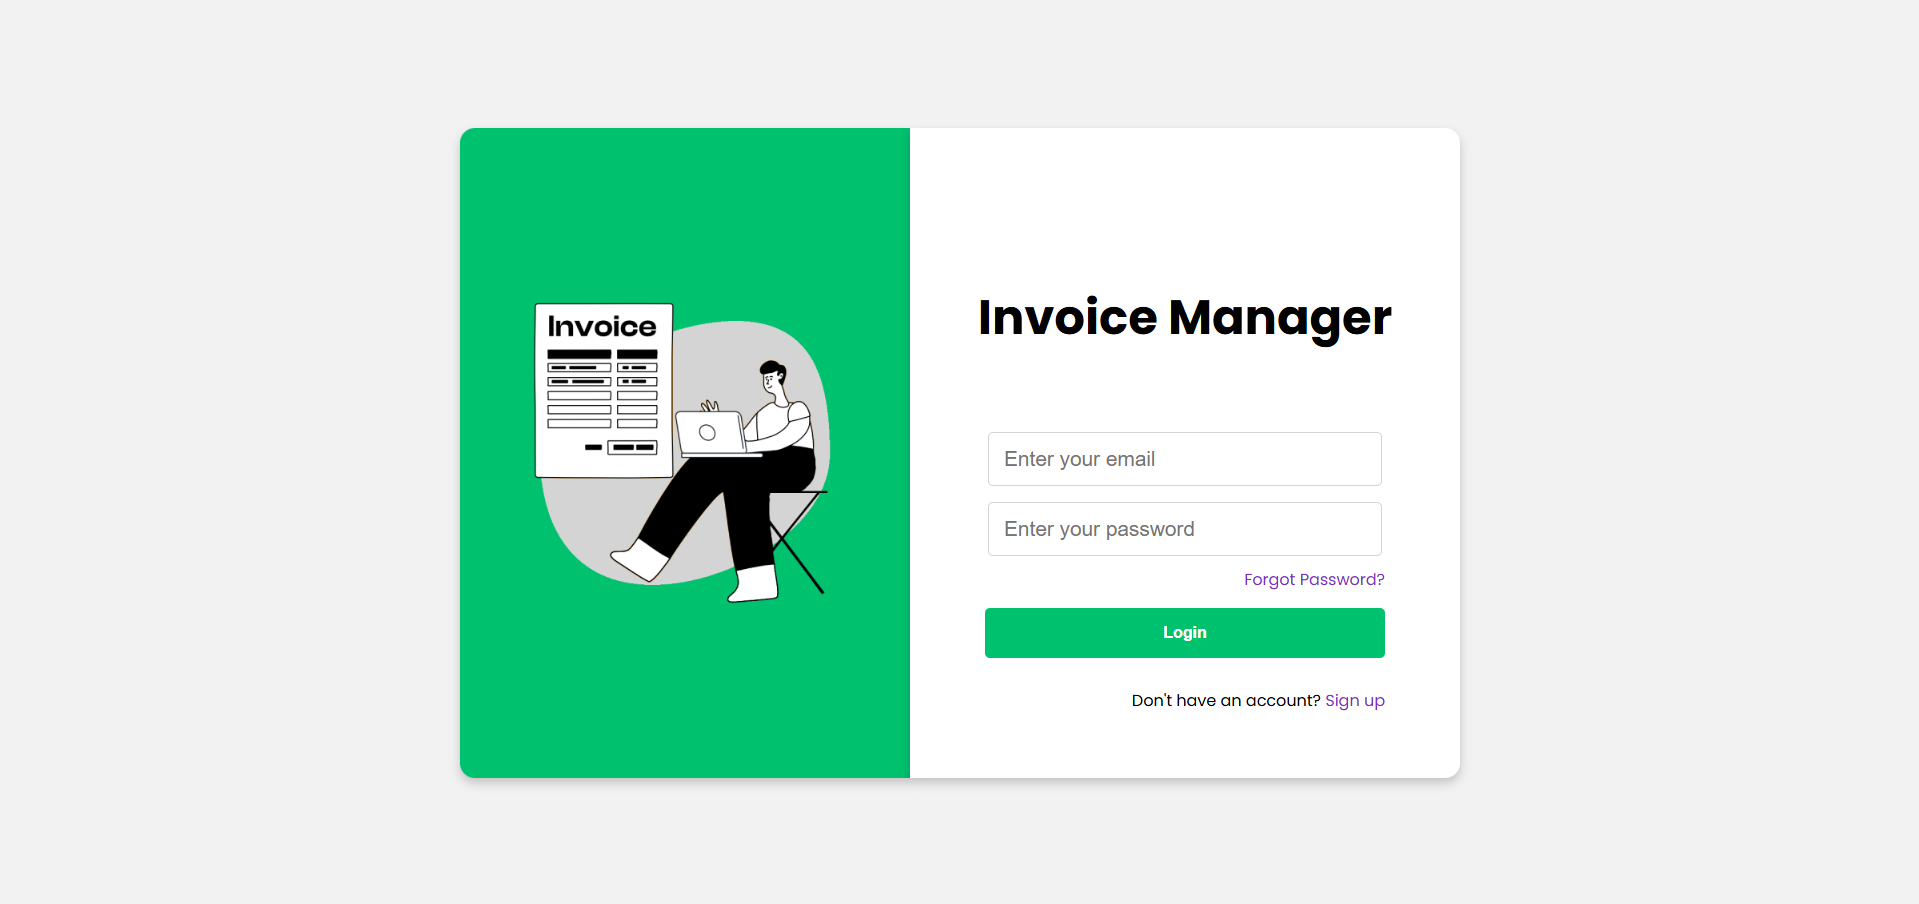 Invoice
Invoice Manager
Enter your email
Enter your password
Forgot Password?
Login
Don't have an account? Sign up